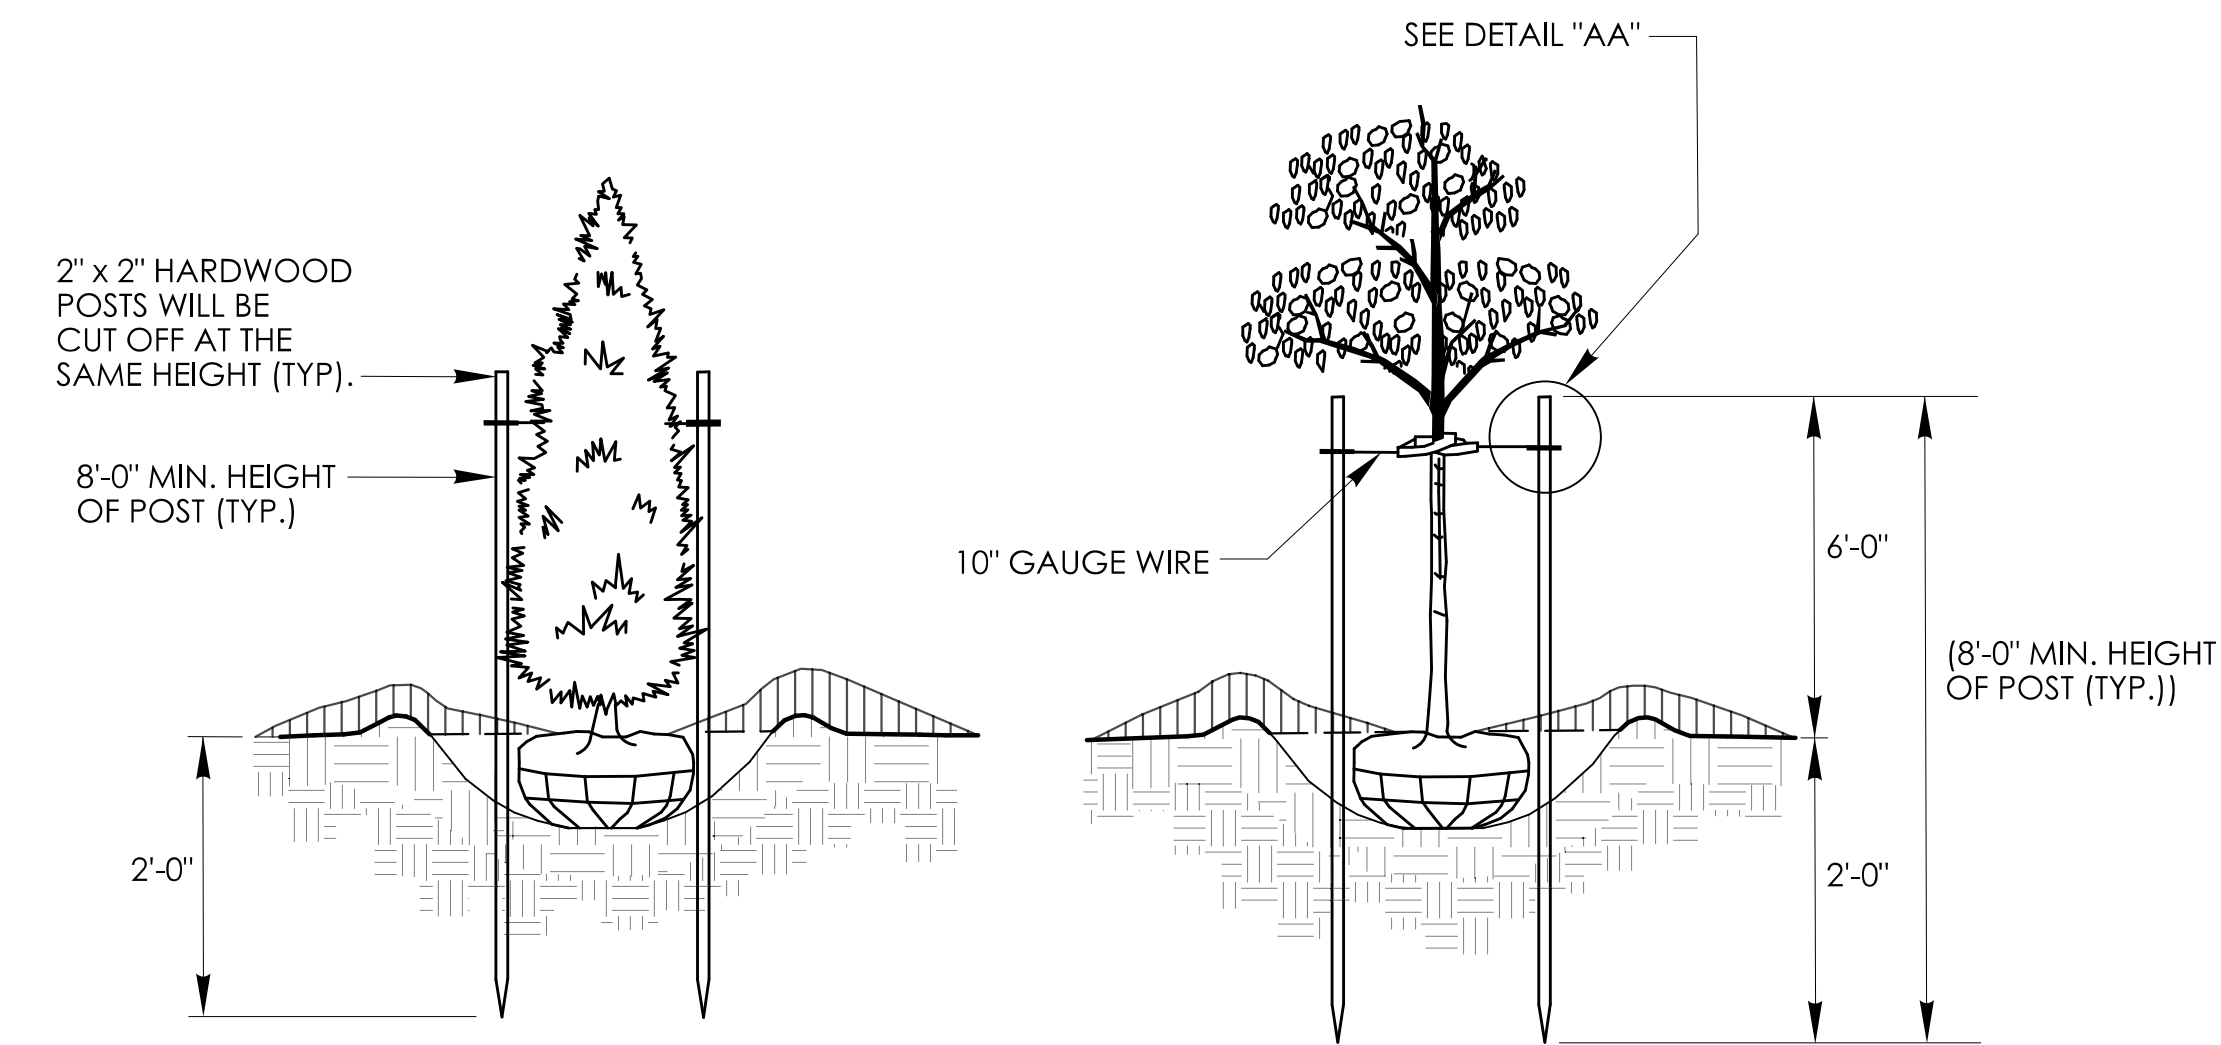 SEE DETAIL "AA"
2" x 2" HARDWOOD
POSTS WILL BE
CUT OFF AT THE
SAME HEIGHT (TYP).
8'-0" MIN. HEIGHT
OF POST (TYP.)
10" GAUGE WIRE
6'-0"
(8'-0" MIN. HEIGHT
OF POST (TYP.))
2'-0"
2'-0"